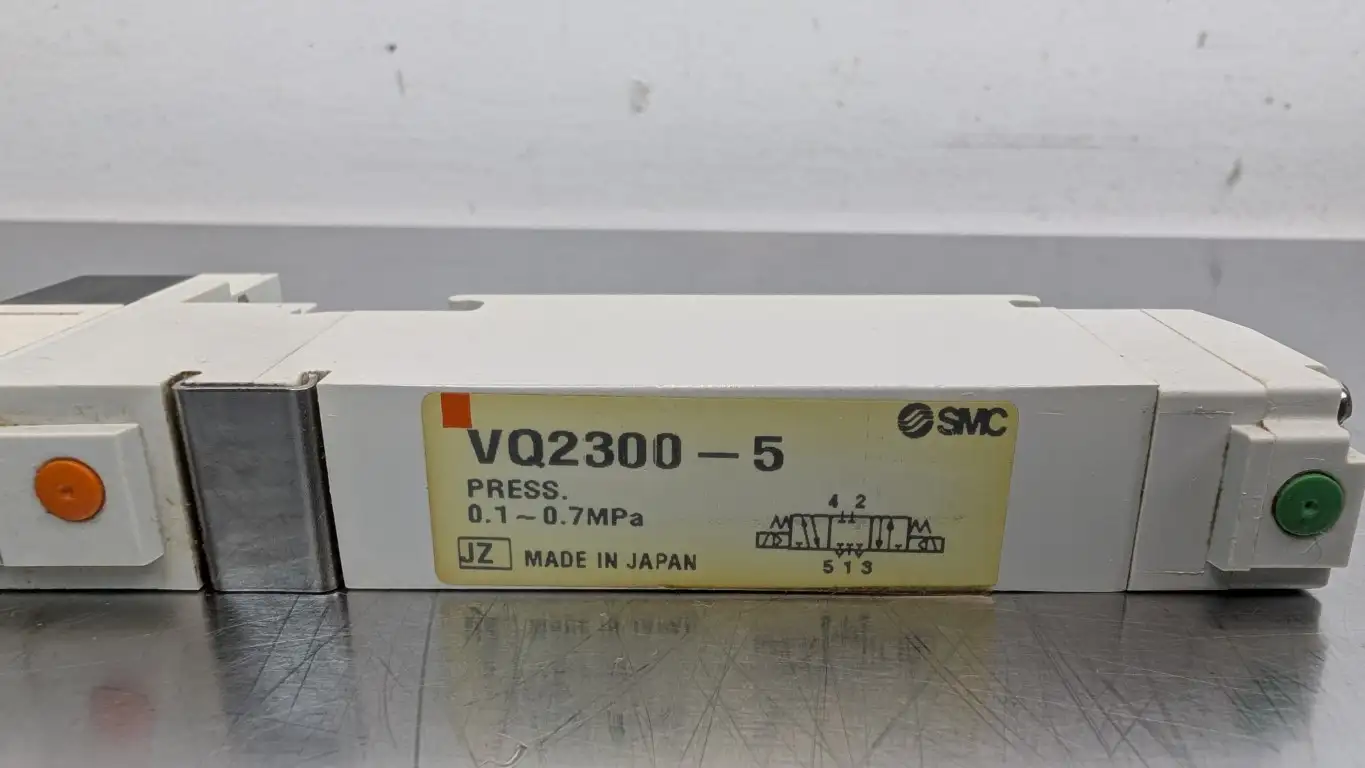 SMC
VQ2300-5
PRESS.
0.1~0.7MPa
JZ MADE IN JAPAN
4 2
5 1 3